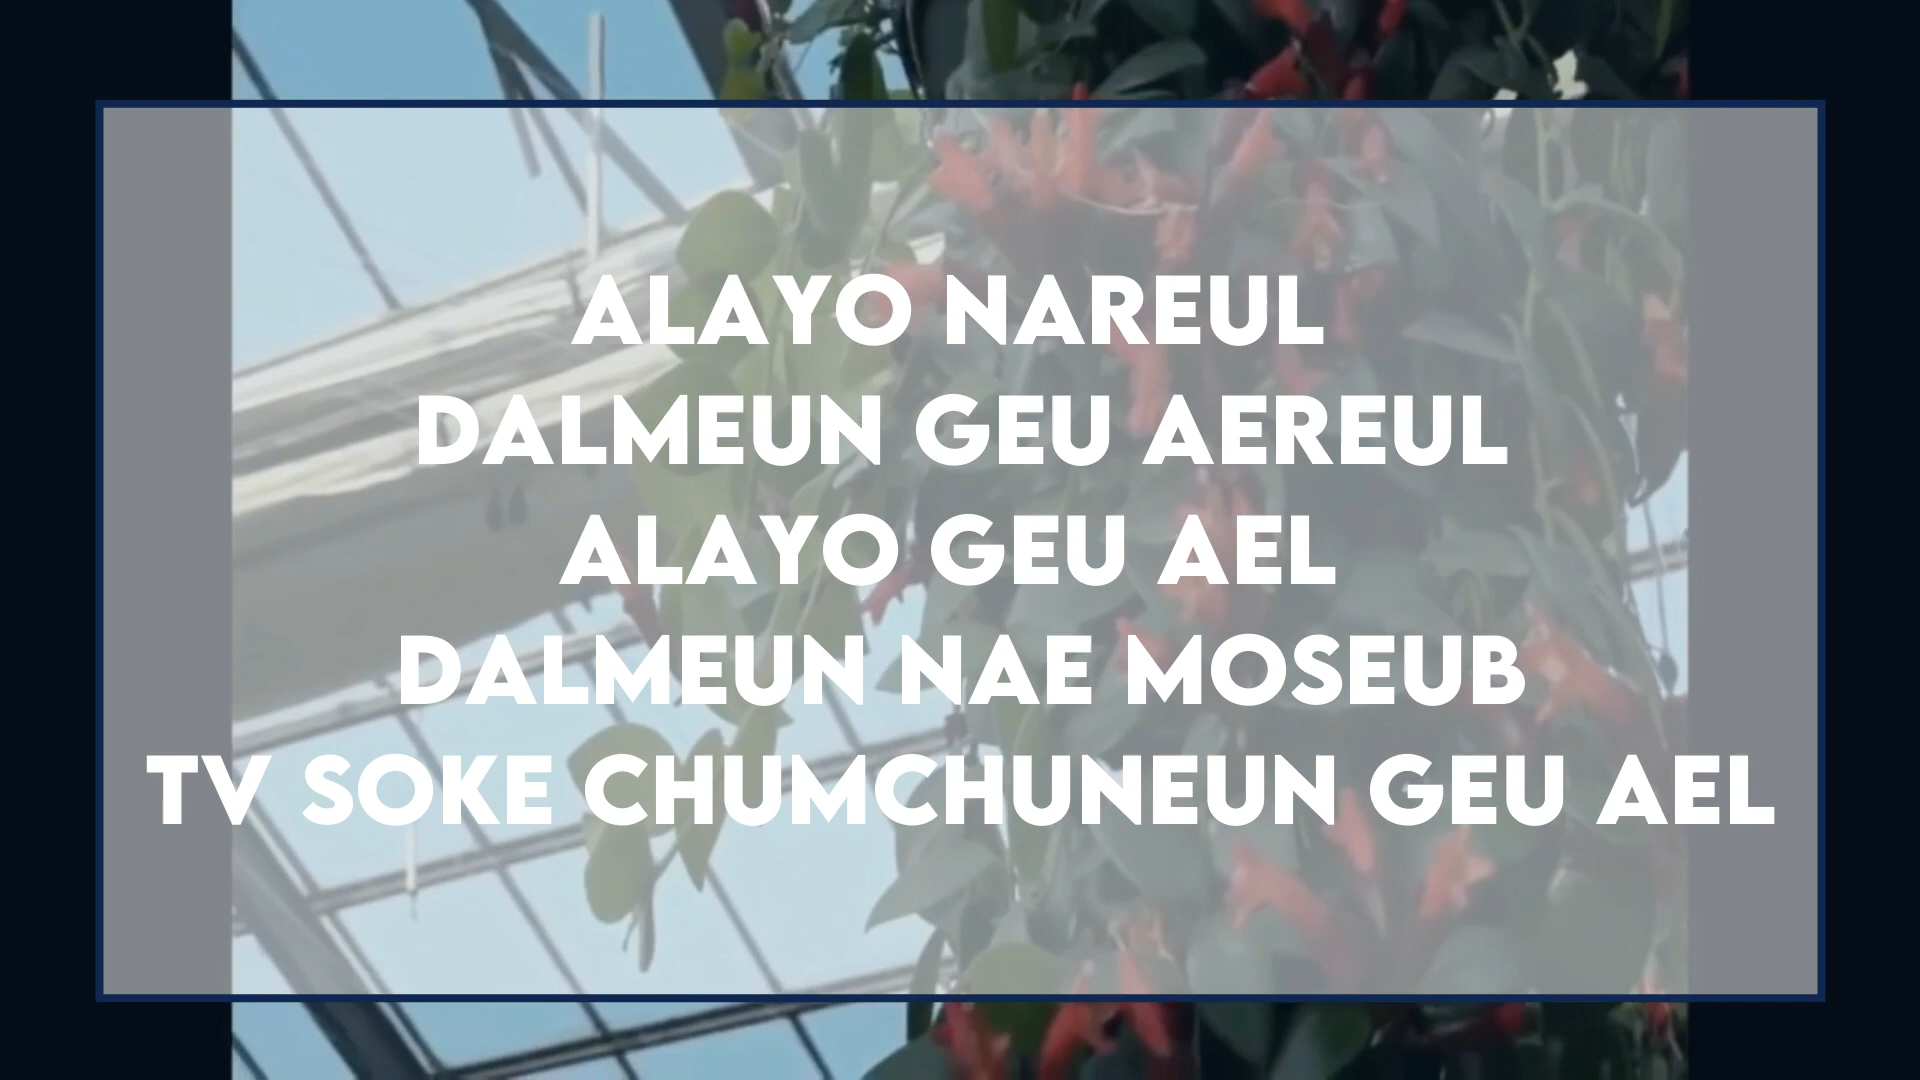 ALAYO NAREUL
DALMEUN GEU AEREUL
ALAYO GEU AEL
DALMEUN NAE MOSEUB
TV SOKE CHUMCHUNEUN GEU AEL